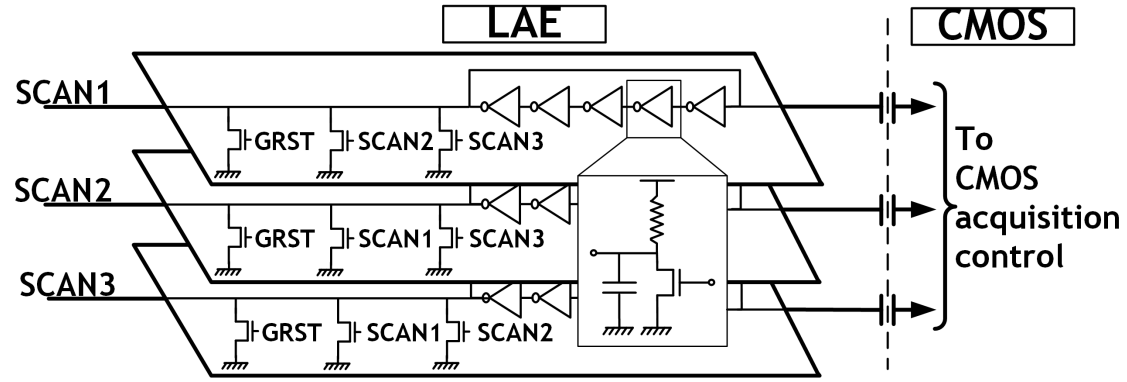 LAE
CMOS
SCAN1
GRST
SCAN2
SCAN3
To
CMOS
acquisition
control
SCAN2
GRST
SCAN1
SCAN3
SCAN3
GRST
SCAN1
SCAN2